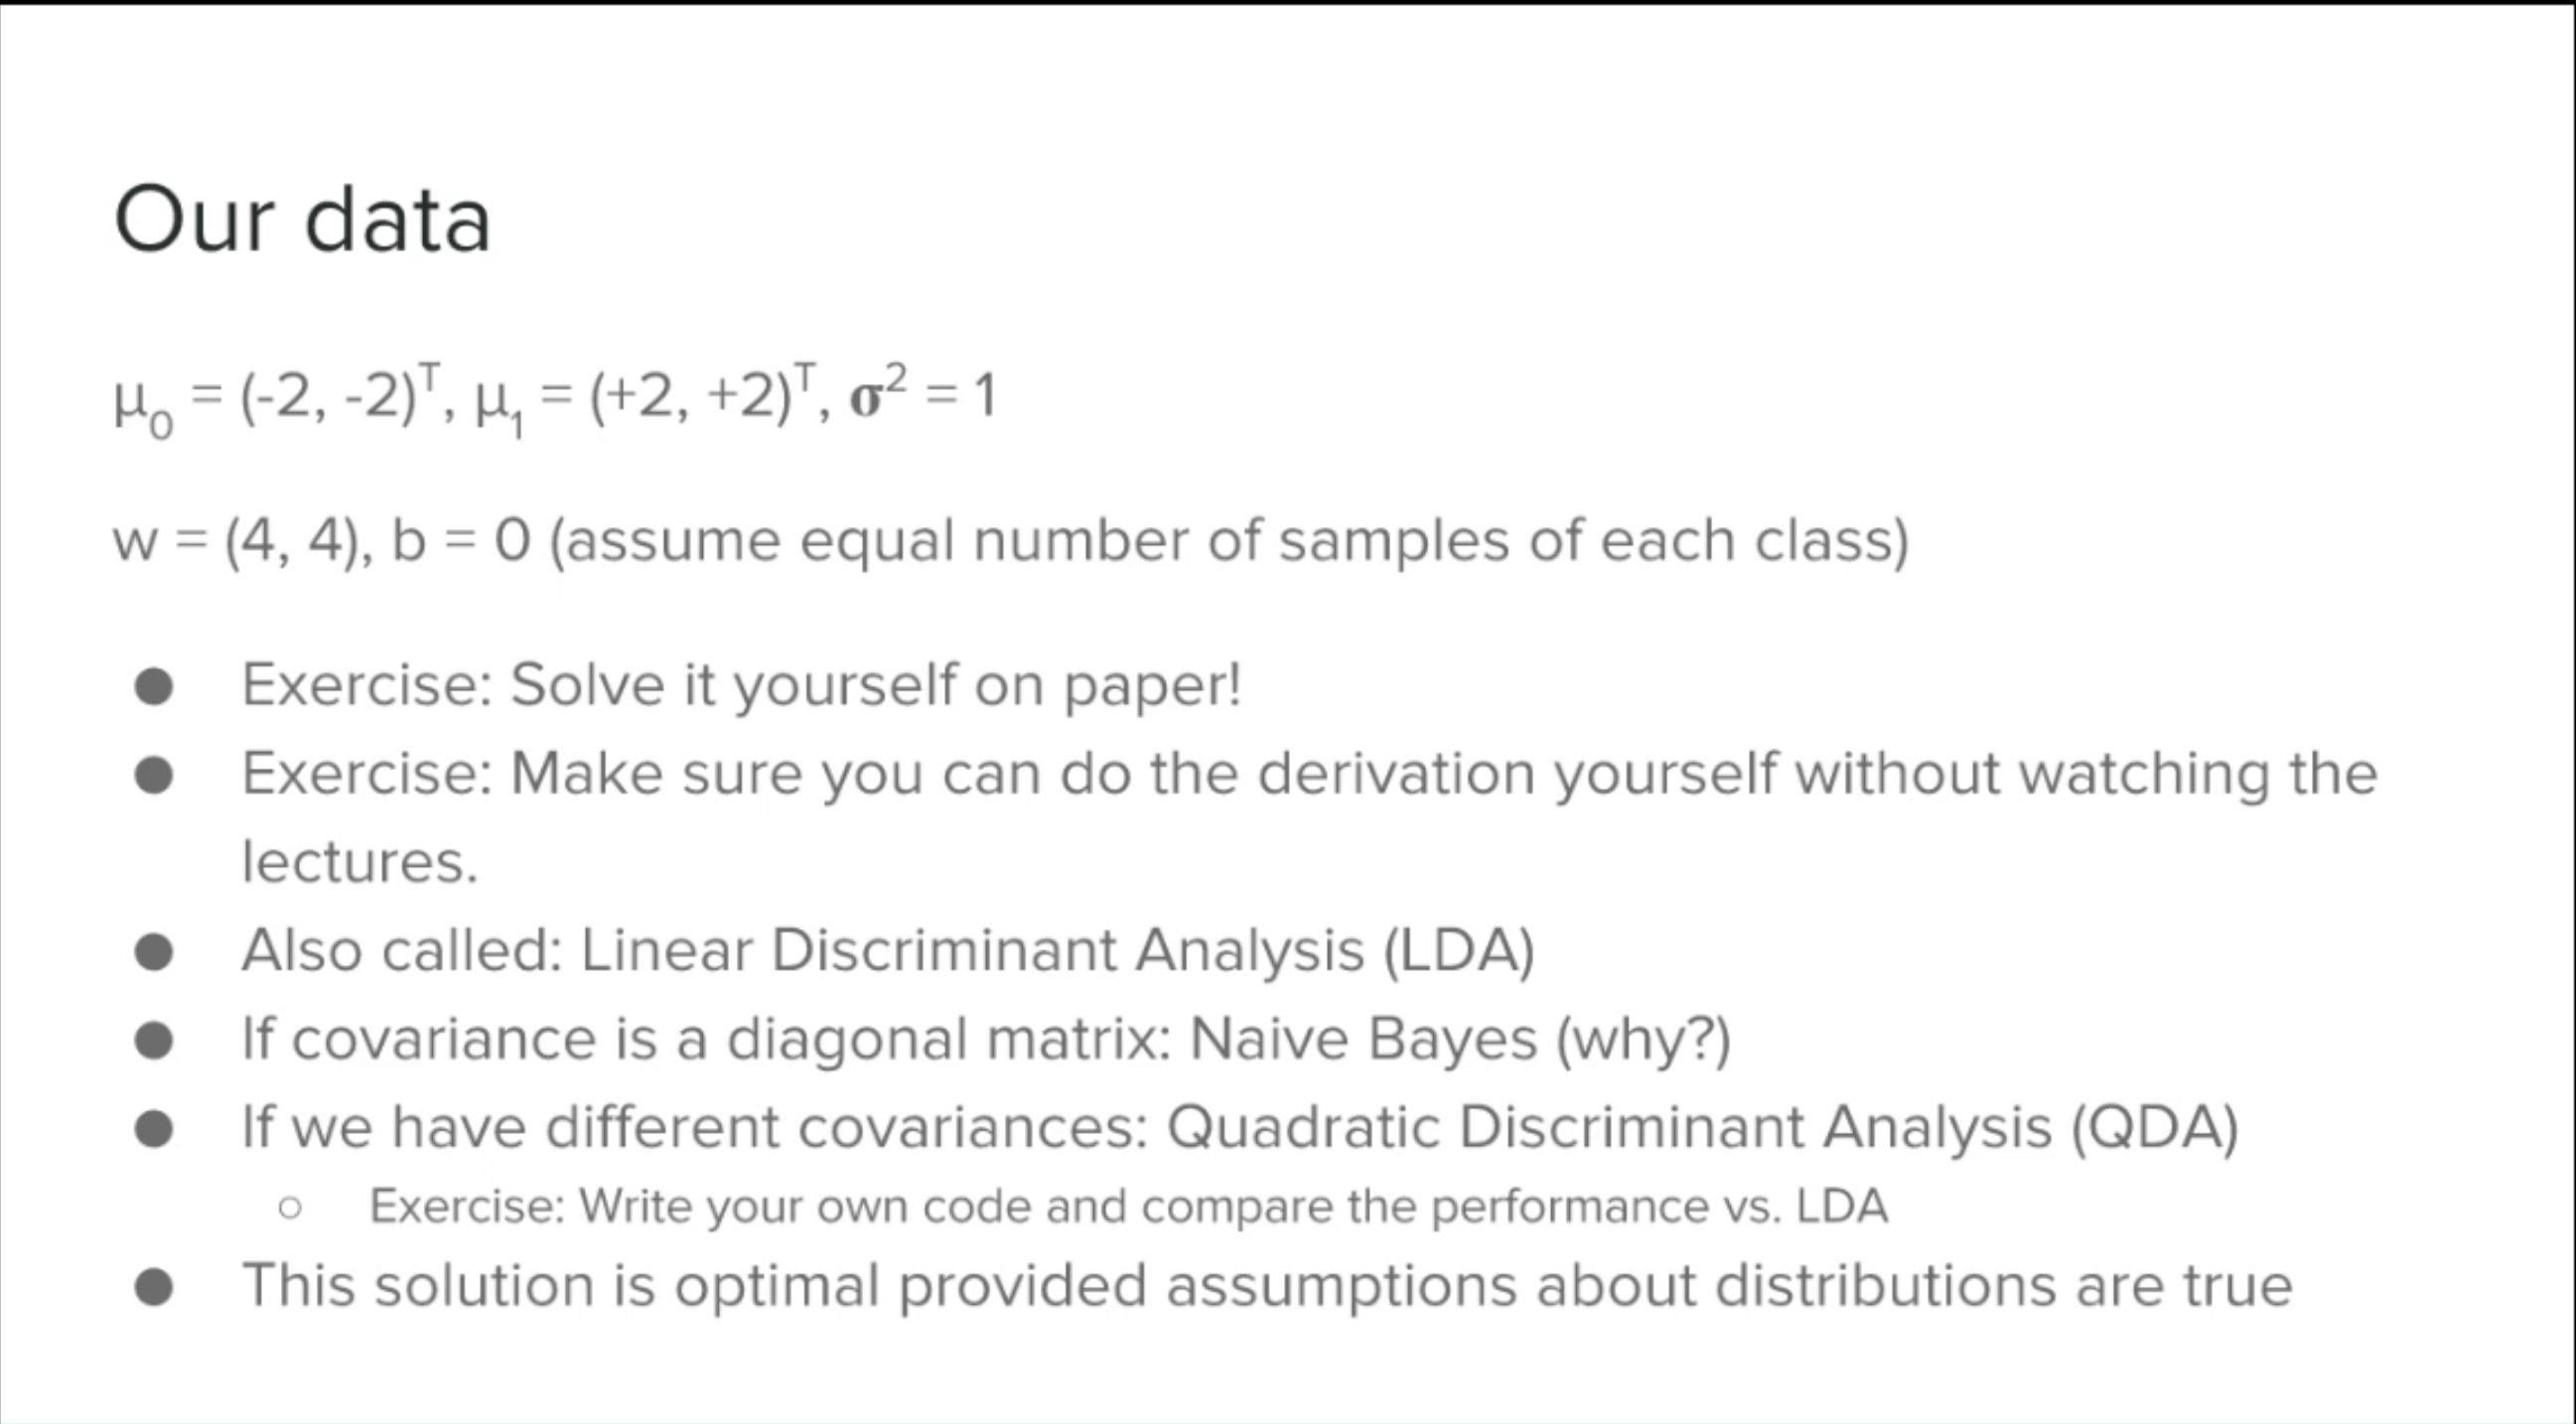 Our data
μ₀ = (-2, -2)ᵀ, μ₁ = (+2, +2)ᵀ, σ² = 1
w = (4, 4), b = 0 (assume equal number of samples of each class)
● Exercise: Solve it yourself on paper!
● Exercise: Make sure you can do the derivation yourself without watching the
lectures.
● Also called: Linear Discriminant Analysis (LDA)
● If covariance is a diagonal matrix: Naive Bayes (why?)
● If we have different covariances: Quadratic Discriminant Analysis (QDA)
○ Exercise: Write your own code and compare the performance vs. LDA
● This solution is optimal provided assumptions about distributions are true